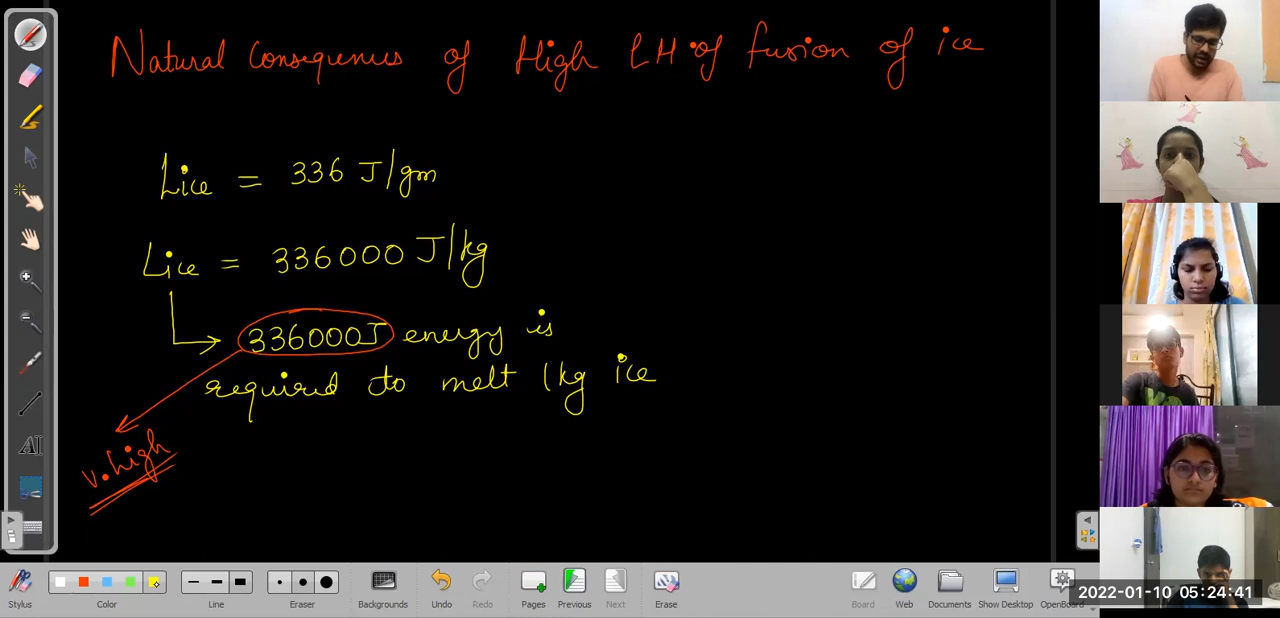 Natural Consequences of High LH of fusion of ice
Lice = 336 J/gm
Lice = 336000 J/kg
336000J energy is
required to melt 1kg ice
v.high
Stylus
Color
Line
Eraser
Backgrounds
Undo
Redo
Pages
Previous
Next
Erase
Board
Web
Documents
Show Desktop
OpenBoard
2022-01-10 05:24:41